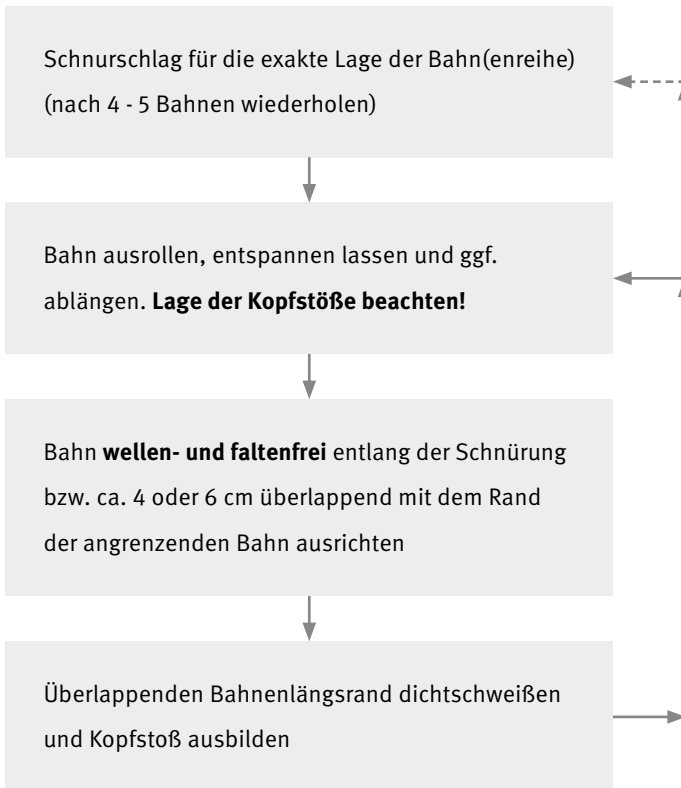 Schnurschlag für die exakte Lage der Bahn(enreihe)
(nach 4 - 5 Bahnen wiederholen)
Bahn ausrollen, entspannen lassen und ggf.
ablängen. Lage der Kopfstöße beachten!
Bahn wellen- und faltenfrei entlang der Schnürung
bzw. ca. 4 oder 6 cm überlappend mit dem Rand
der angrenzenden Bahn ausrichten
Überlappenden Bahnenlängsrand dichtschweißen
und Kopfstoß ausbilden